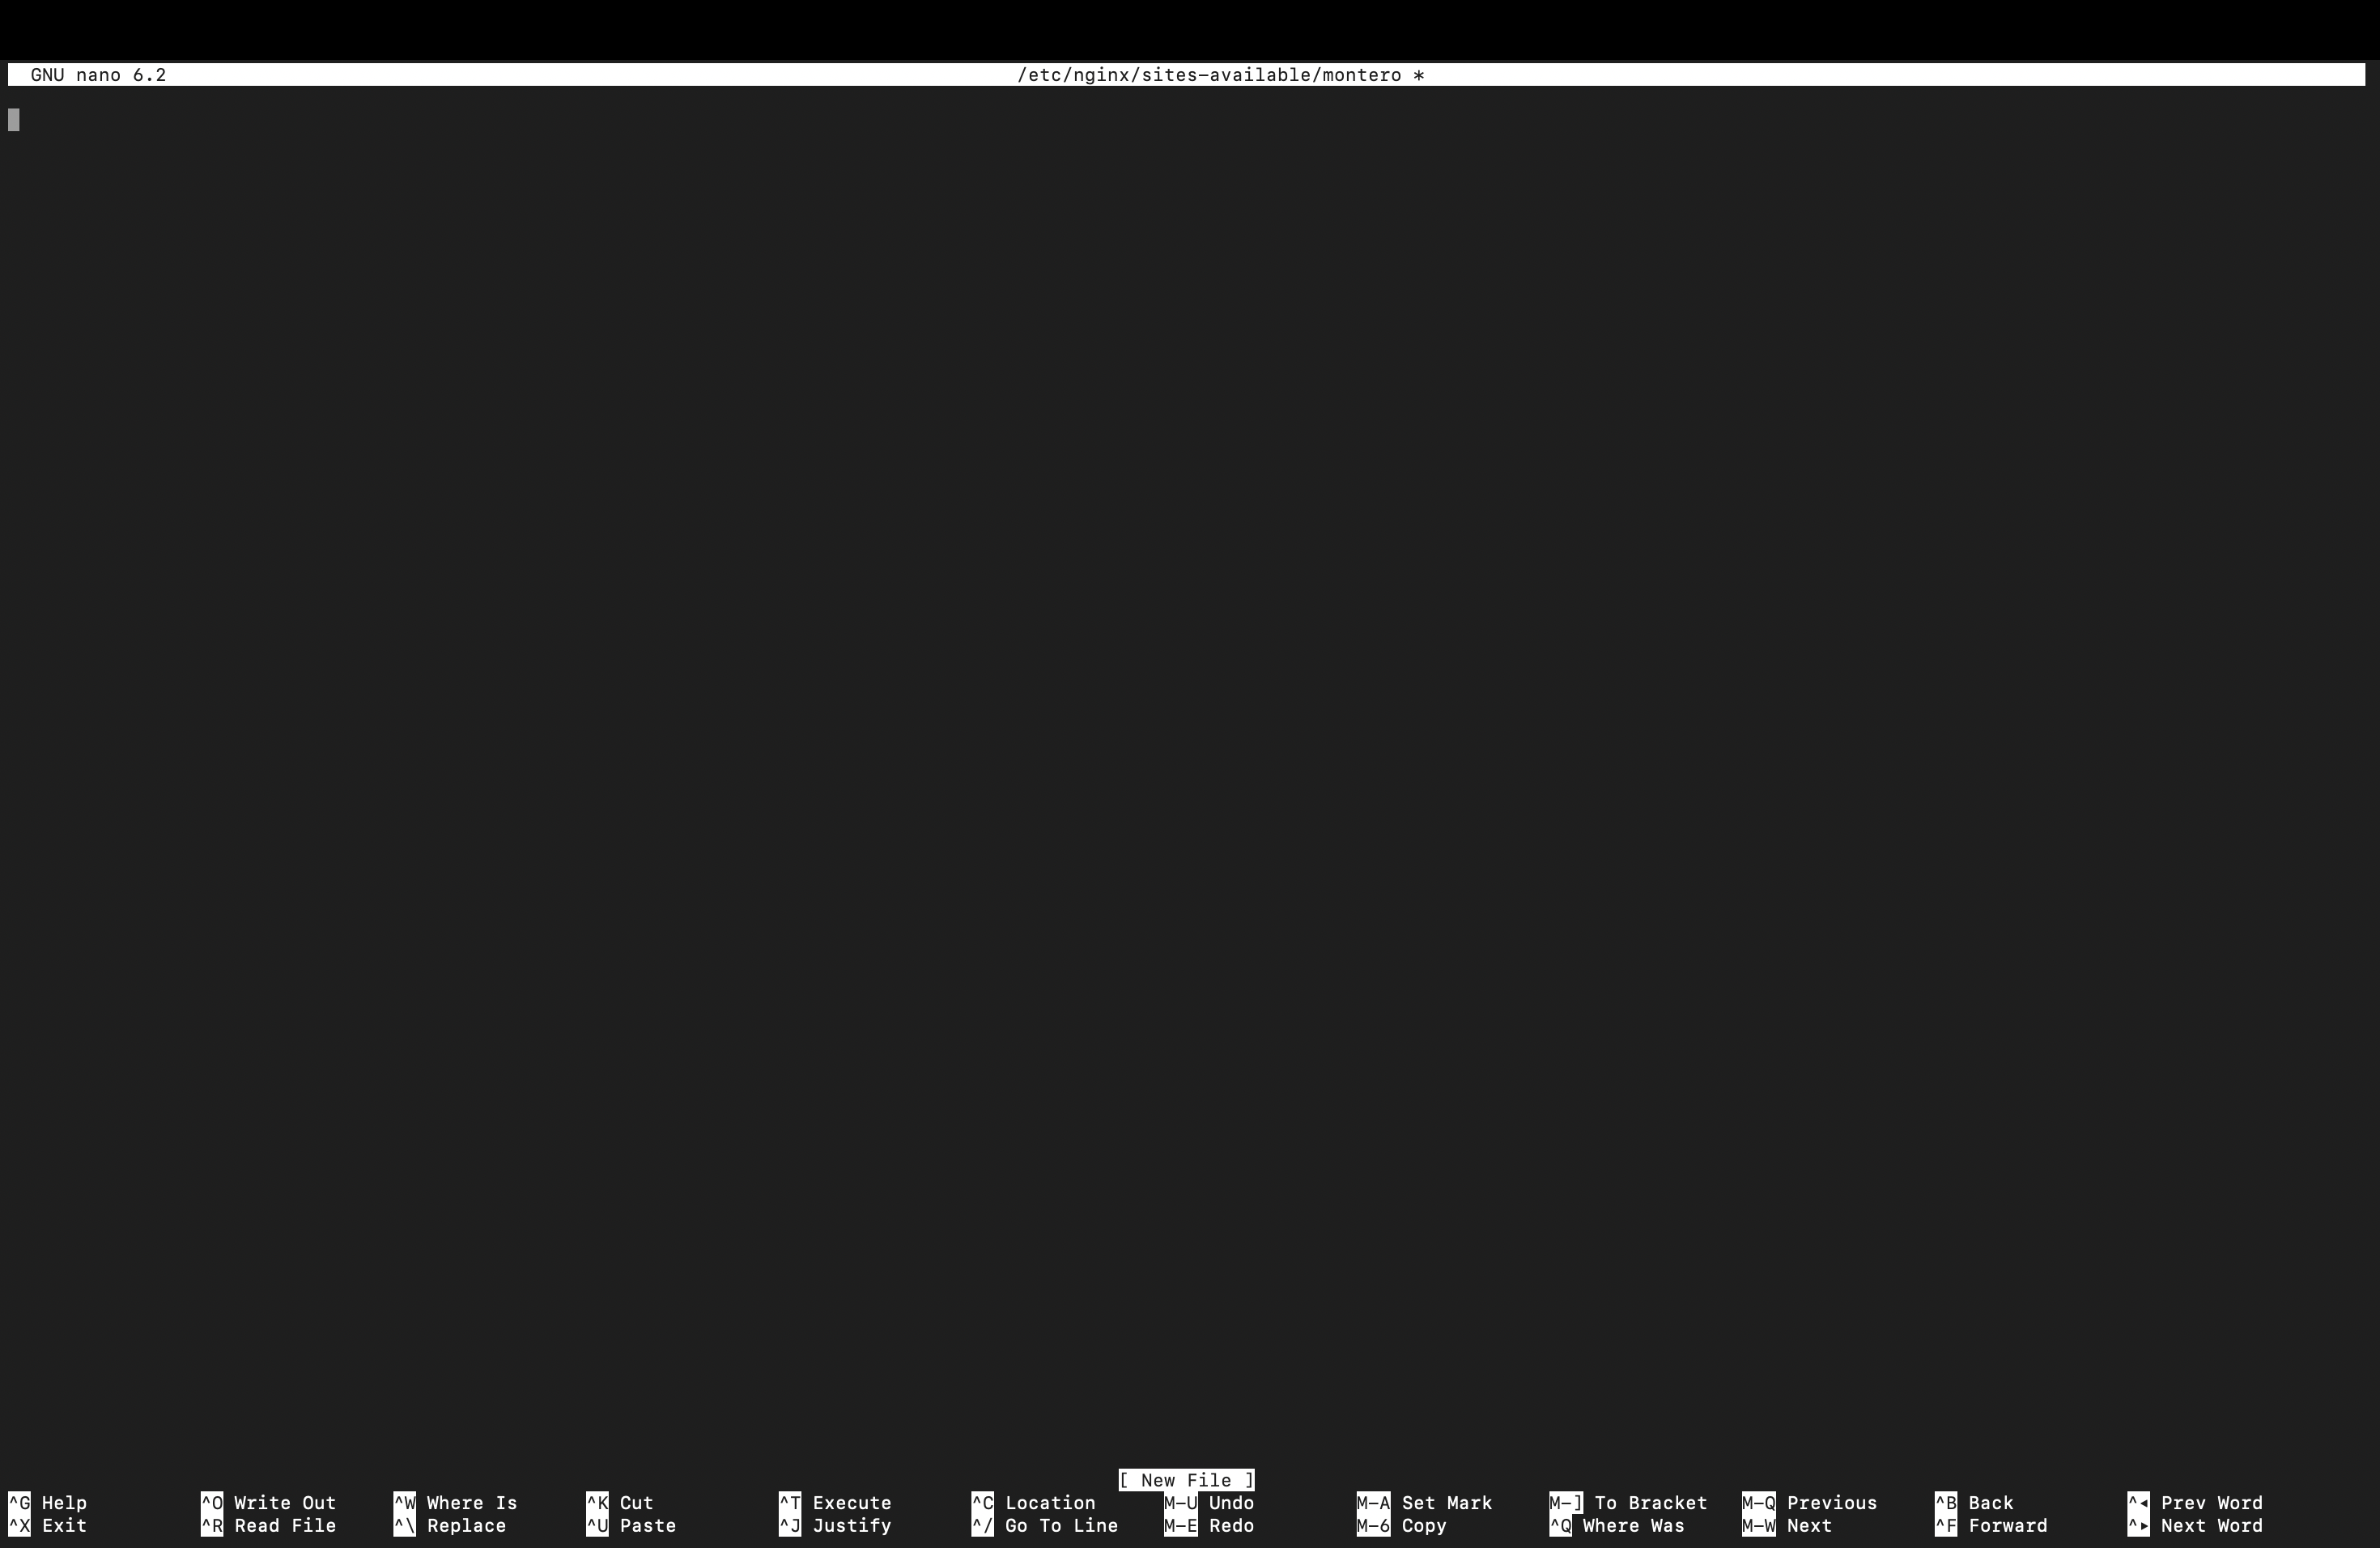 GNU nano 6.2 /etc/nginx/sites-available/montero *
[ New File ]
^G Help ^O Write Out ^W Where Is ^K Cut ^T Execute ^C Location M-U Undo M-A Set Mark M-] To Bracket M-Q Previous ^B Back ^◂ Prev Word
^X Exit ^R Read File ^\ Replace ^U Paste ^J Justify ^/ Go To Line M-E Redo M-6 Copy ^Q Where Was M-W Next ^F Forward ^▸ Next Word